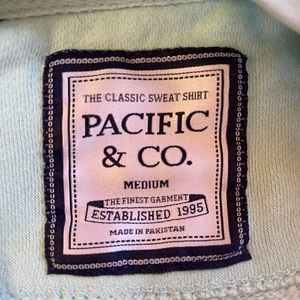 THE CLASSIC SWEAT SHIRT
PACIFIC
& CO.
MEDIUM
THE FINEST GARMENT
ESTABLISHED 1995
MADE IN PAKISTAN